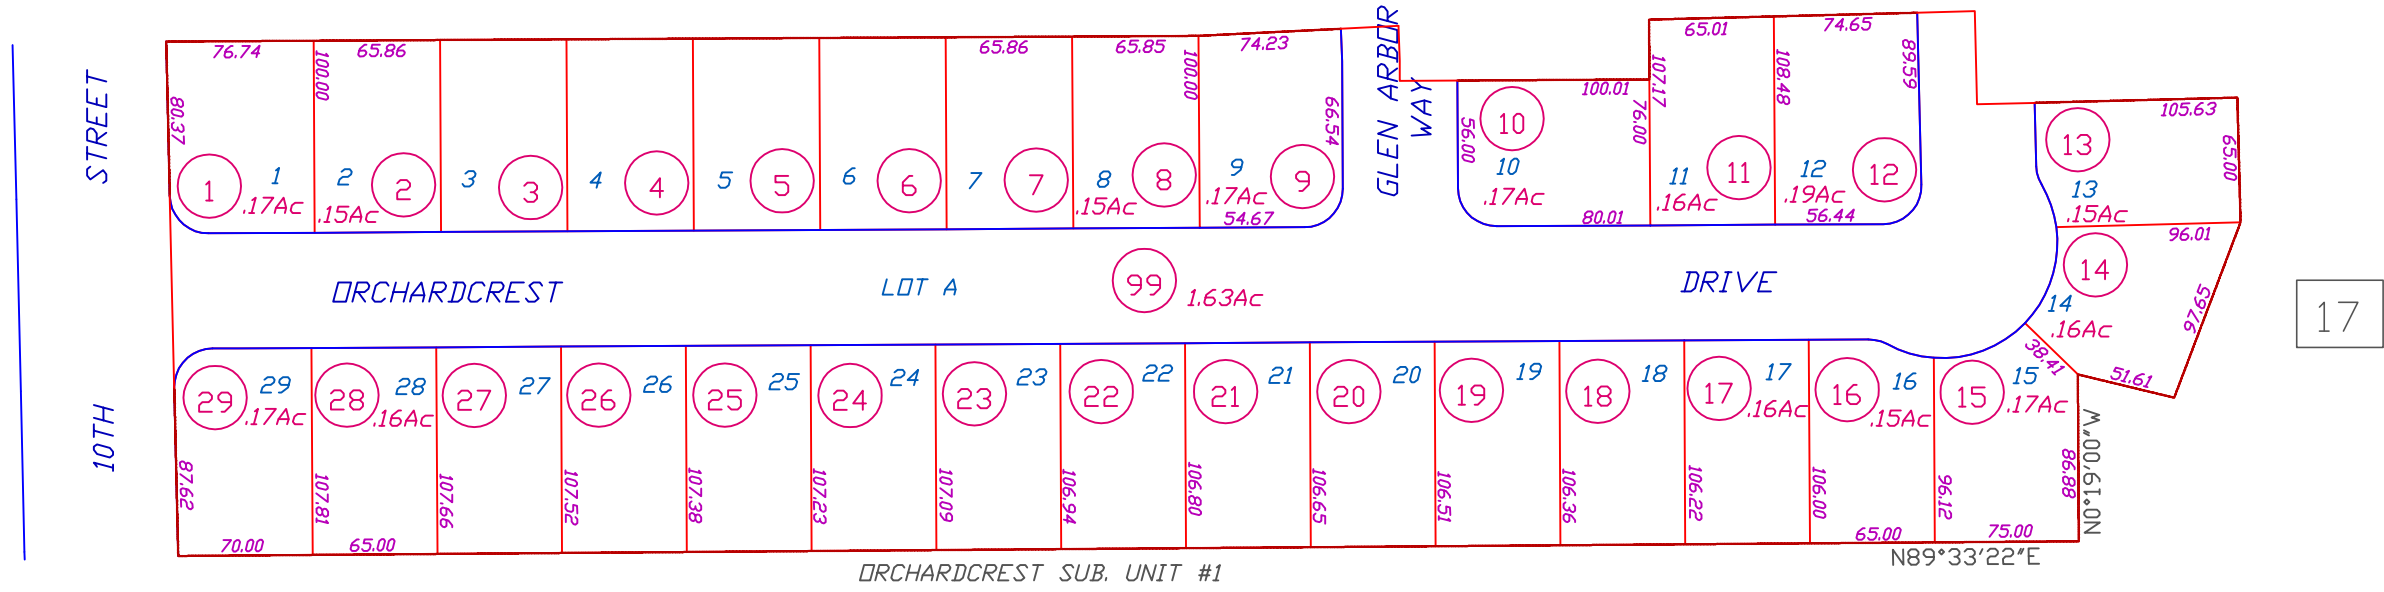 76.74 65.86 65.86 65.85 74.23
65.01 74.65
100.00 100.00
80.37
66.54
GLEN ARBOR
WAY
STREET
100.01
107.17
76.00
56.00
108.48
89.59
105.63
65.00
1 1 2 2 3 3 4 4 5 5 6 6 7 7 8 8 9 9
.17Ac .15Ac .15Ac .17Ac
54.67
10
10
.17Ac
80.01
11 11
.16Ac
12 12
.19Ac
56.44
13
13
.15Ac
96.01
14
14
.16Ac
97.65
38.41
51.61
ORCHARDCREST LOT A 99 1.63Ac DRIVE
17
10TH
29 29 28 28 27 27 26 26 25 25 24 24 23 23 22 22 21 21 20 20 19 19 18 18 17 17 16 16 15 15
.17Ac .16Ac .16Ac .15Ac .17Ac
87.62 107.81 107.66 107.52 107.38 107.23 107.09 106.94 106.80 106.65 106.51 106.36 106.22 106.00 96.12 86.88
N0°19'00"W
70.00 65.00 65.00 75.00
N89°33'22"E
ORCHARDCREST SUB. UNIT #1